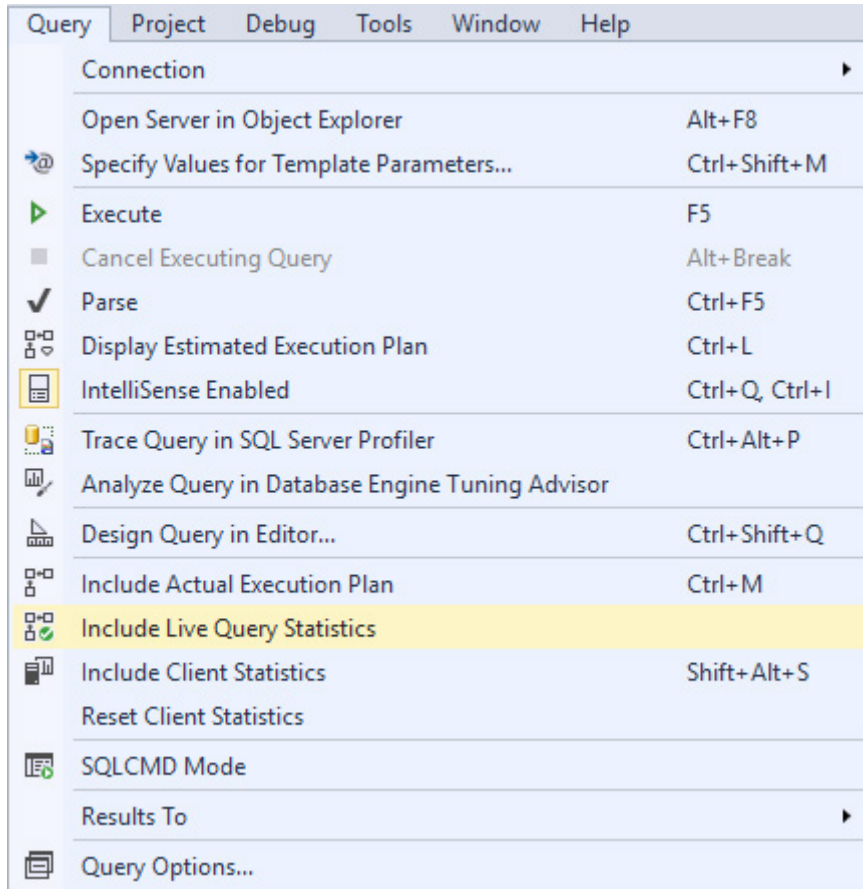 Query Project Debug Tools Window Help
Connection
Open Server in Object Explorer Alt+F8
Specify Values for Template Parameters... Ctrl+Shift+M
Execute F5
Cancel Executing Query Alt+Break
Parse Ctrl+F5
Display Estimated Execution Plan Ctrl+L
IntelliSense Enabled Ctrl+Q, Ctrl+I
Trace Query in SQL Server Profiler Ctrl+Alt+P
Analyze Query in Database Engine Tuning Advisor
Design Query in Editor... Ctrl+Shift+Q
Include Actual Execution Plan Ctrl+M
Include Live Query Statistics
Include Client Statistics Shift+Alt+S
Reset Client Statistics
SQLCMD Mode
Results To
Query Options...